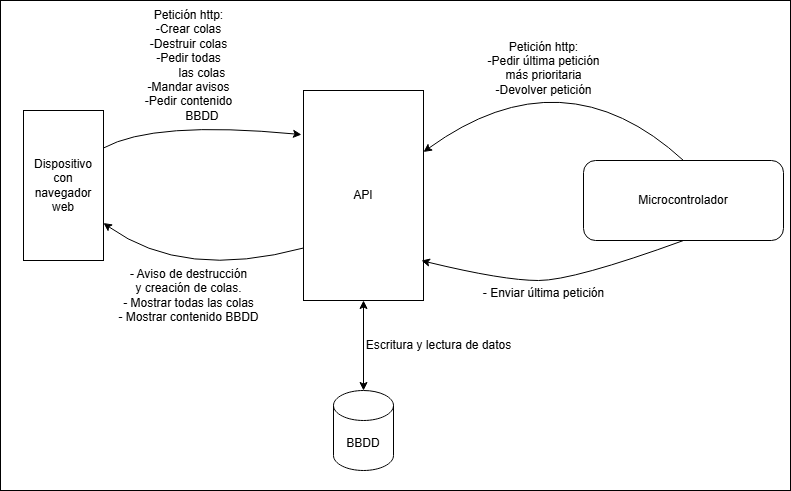 Petición http:
-Crear colas
-Destruir colas
-Pedir todas
las colas
-Mandar avisos
-Pedir contenido
BBDD
Petición http:
-Pedir última petición
más prioritaria
-Devolver petición
Dispositivo
con
navegador
web
API
Microcontrolador
- Aviso de destrucción
y creación de colas.
- Mostrar todas las colas
- Mostrar contenido BBDD
- Enviar última petición
Escritura y lectura de datos
BBDD